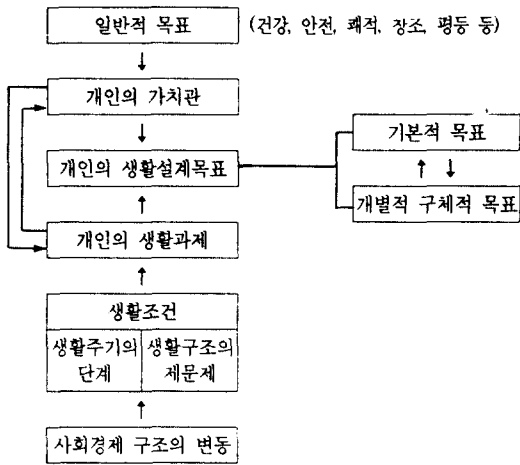 일반적 목표 (건강, 안전, 쾌적, 장조, 평등 등)
개인의 가치관
기본적 목표
개인의 생활설계목표
개별적 구체적 목표
개인의 생활과제
생활조건
생활주기의 생활구조의
단계 제문제
사회경제 구조의 변동